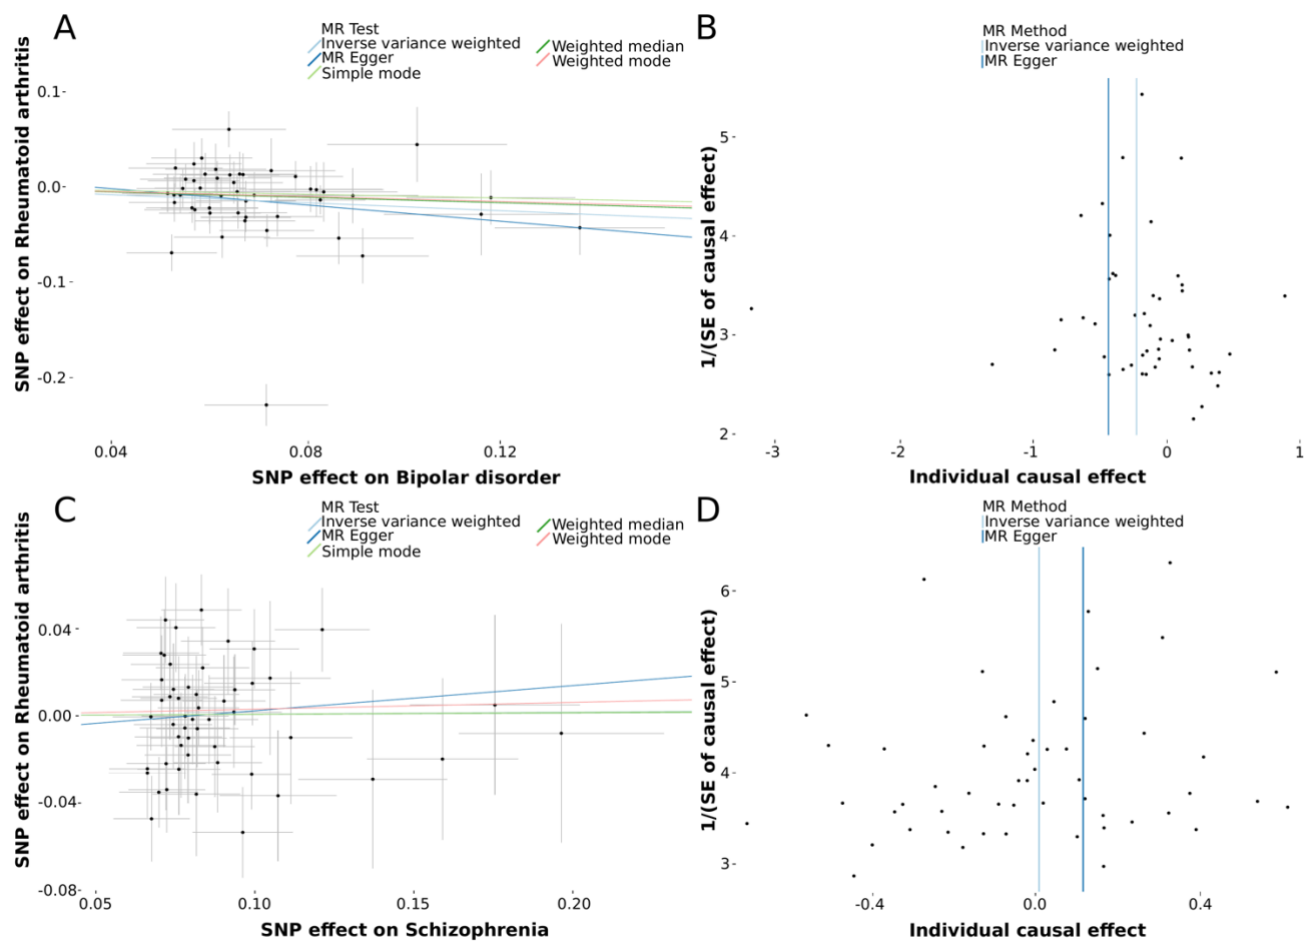 A
MR Test
Inverse variance weighted
MR Egger
Simple mode
Weighted median
Weighted mode
SNP effect on Rheumatoid arthritis
0.1
0.0
-0.1
-0.2
0.04
0.08
0.12
SNP effect on Bipolar disorder
B
MR Method
Inverse variance weighted
MR Egger
1/(SE of causal effect)
5
4
3
2
-3
-2
-1
0
1
Individual causal effect
C
MR Test
Inverse variance weighted
MR Egger
Simple mode
Weighted median
Weighted mode
SNP effect on Rheumatoid arthritis
0.04
0.00
-0.04
-0.08
0.05
0.10
0.15
0.20
SNP effect on Schizophrenia
D
MR Method
Inverse variance weighted
MR Egger
1/(SE of causal effect)
6
5
4
3
-0.4
0.0
0.4
Individual causal effect